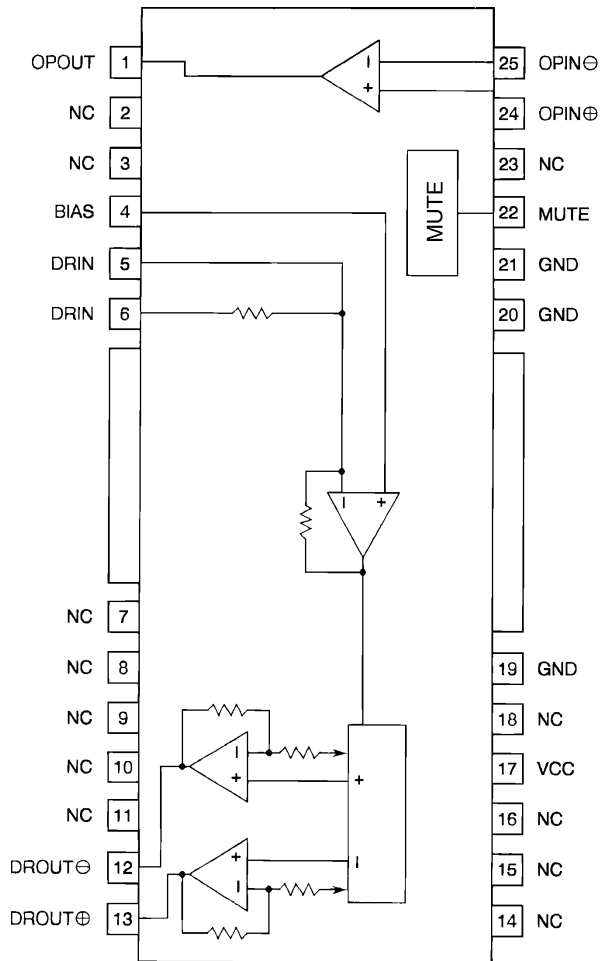 OPOUT 1
NC 2
NC 3
BIAS 4
DRIN 5
DRIN 6
NC 7
NC 8
NC 9
NC 10
NC 11
DROUT⊖ 12
DROUT⊕ 13
− +
MUTE
− +
− +
+ −
+
−
25 OPIN⊖
24 OPIN⊕
23 NC
22 MUTE
21 GND
20 GND
19 GND
18 NC
17 VCC
16 NC
15 NC
14 NC